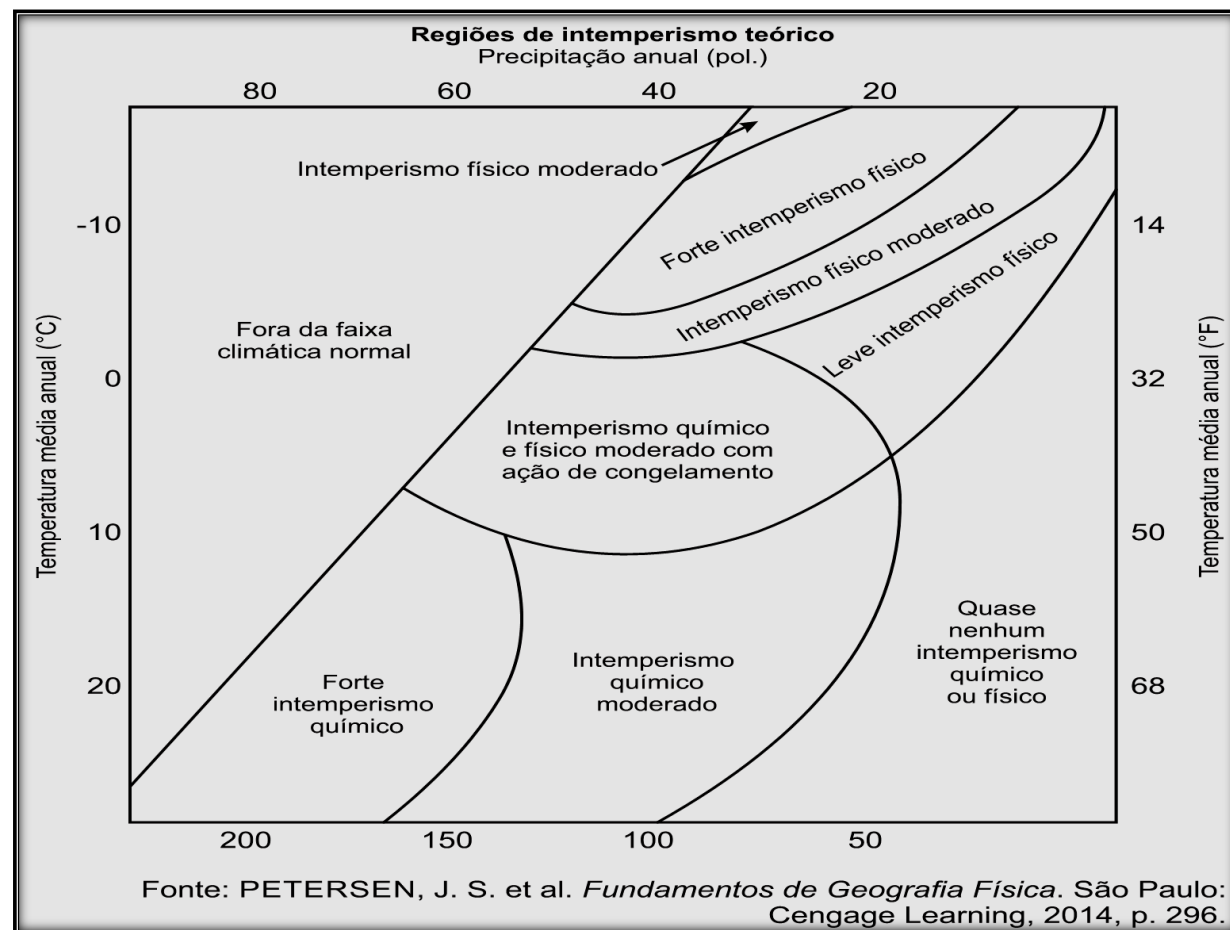 Regiões de intemperismo teórico
Precipitação anual (pol.)
80
60
40
20
Intemperismo físico moderado
Forte intemperismo físico
Intemperismo físico moderado
Leve intemperismo físico
Fora da faixa
climática normal
Temperatura média anual (°C)
-10
0
10
20
Temperatura média anual (°F)
14
32
50
68
Intemperismo químico
e físico moderado com
ação de congelamento
Forte
intemperismo
químico
Intemperismo
químico
moderado
Quase
nenhum
intemperismo
químico
ou físico
200
150
100
50
Fonte: PETERSEN, J. S. et al. Fundamentos de Geografia Física. São Paulo:
Cengage Learning, 2014, p. 296.